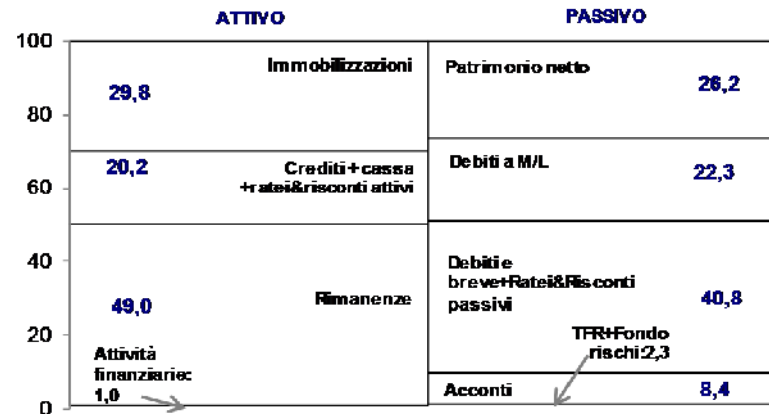 ATTIVO
PASSIVO
100
80
60
40
20
0
Immobilizzazioni
29,8
20,2
Crediti+cassa
+ratei&risconti attivi
49,0
Rimanenze
Attività
finanziarie:
1,0
Patrimonio netto
26,2
Debiti a M/L
22,3
Debiti e
breve+Ratei&Risconti
passivi
40,8
TFR+Fondo
rischi:2,3
Acconti
8,4